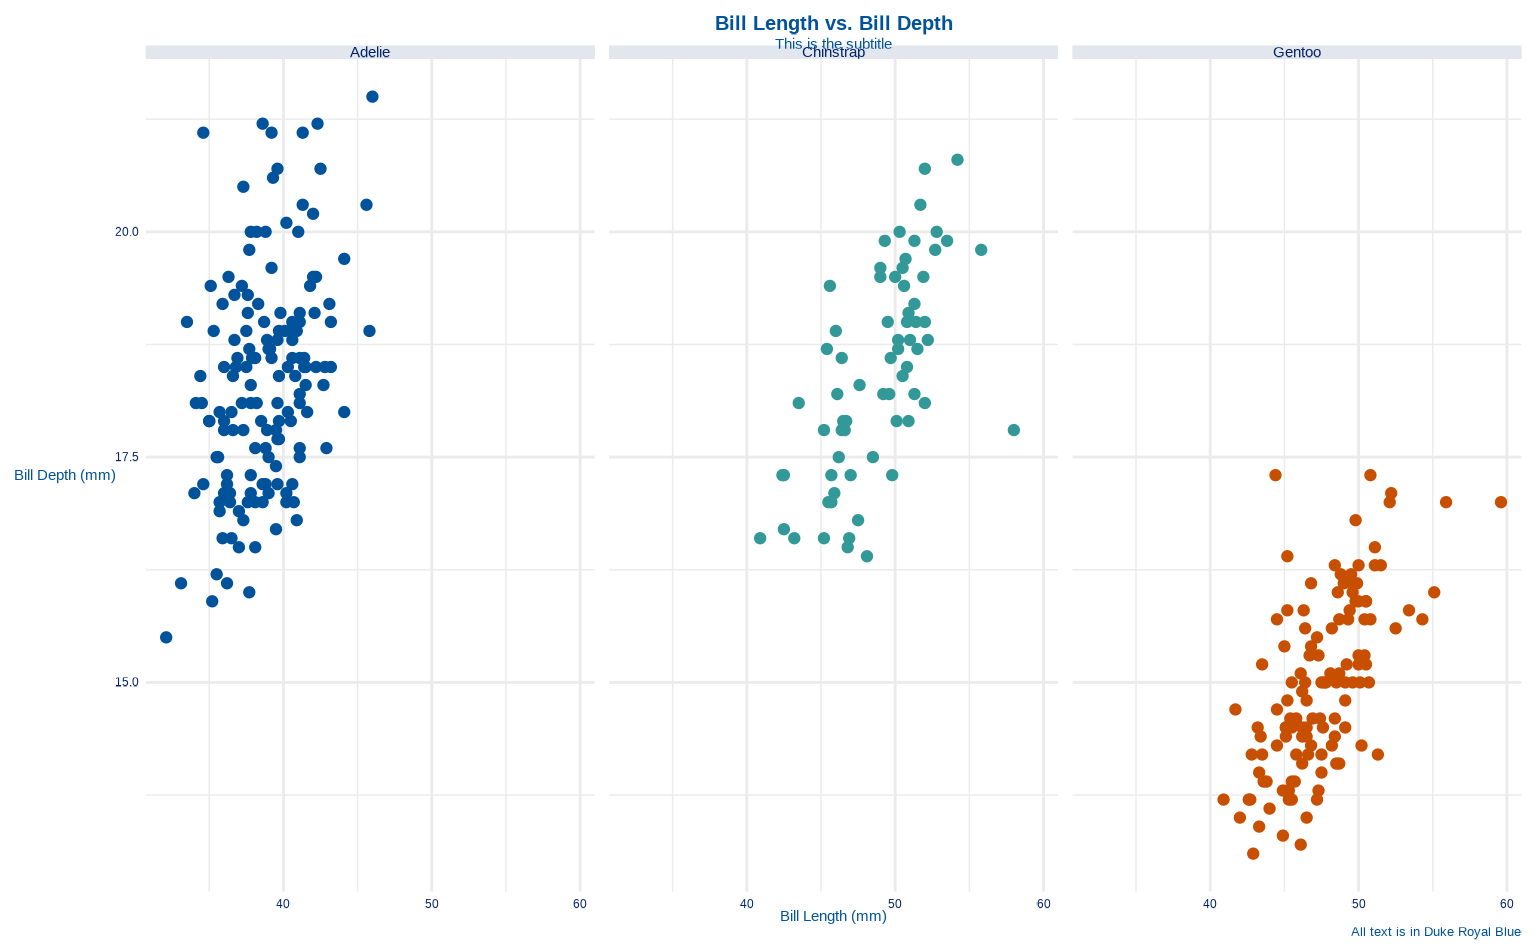 Bill Length vs. Bill Depth
This is the subtitle
Adelie
Chinstrap
Gentoo
20.0
17.5
15.0
Bill Depth (mm)
40
50
60
40
50
60
40
50
60
Bill Length (mm)
All text is in Duke Royal Blue